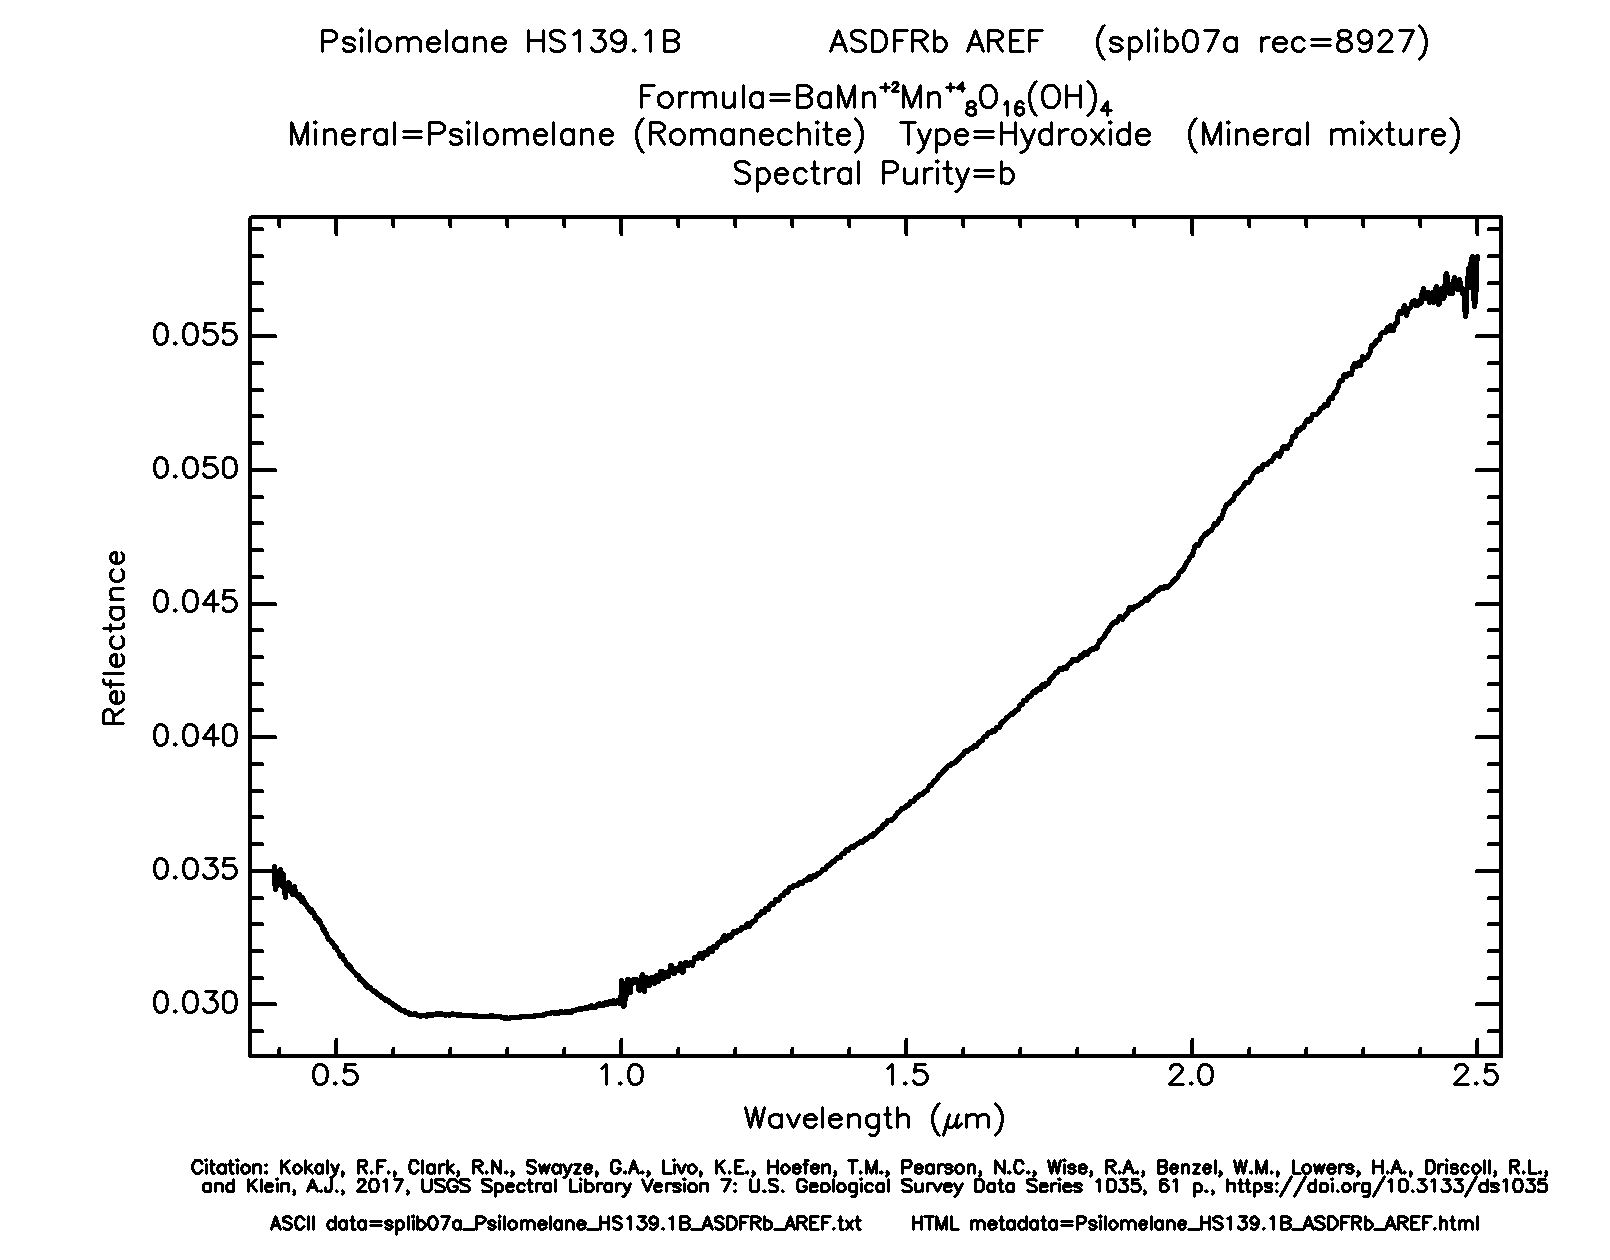 Psilomelane HS139.1B ASDFRb AREF (splib07a rec=8927)
Formula=BaMn⁺²Mn⁺⁴₈O₁₆(OH)₄
Mineral=Psilomelane (Romanechite) Type=Hydroxide (Mineral mixture)
Spectral Purity=b
0.055
0.050
0.045
0.040
0.035
0.030
Reflectance
0.5 1.0 1.5 2.0 2.5
Wavelength (μm)
Citation: Kokaly, R.F., Clark, R.N., Swayze, G.A., Livo, K.E., Hoefen, T.M., Pearson, N.C., Wise, R.A., Benzel, W.M., Lowers, H.A., Driscoll, R.L.,
and Klein, A.J., 2017, USGS Spectral Library Version 7: U.S. Geological Survey Data Series 1035, 61 p., https://doi.org/10.3133/ds1035
ASCII data=splib07a_Psilomelane_HS139.1B_ASDFRb_AREF.txt HTML metadata=Psilomelane_HS139.1B_ASDFRb_AREF.html